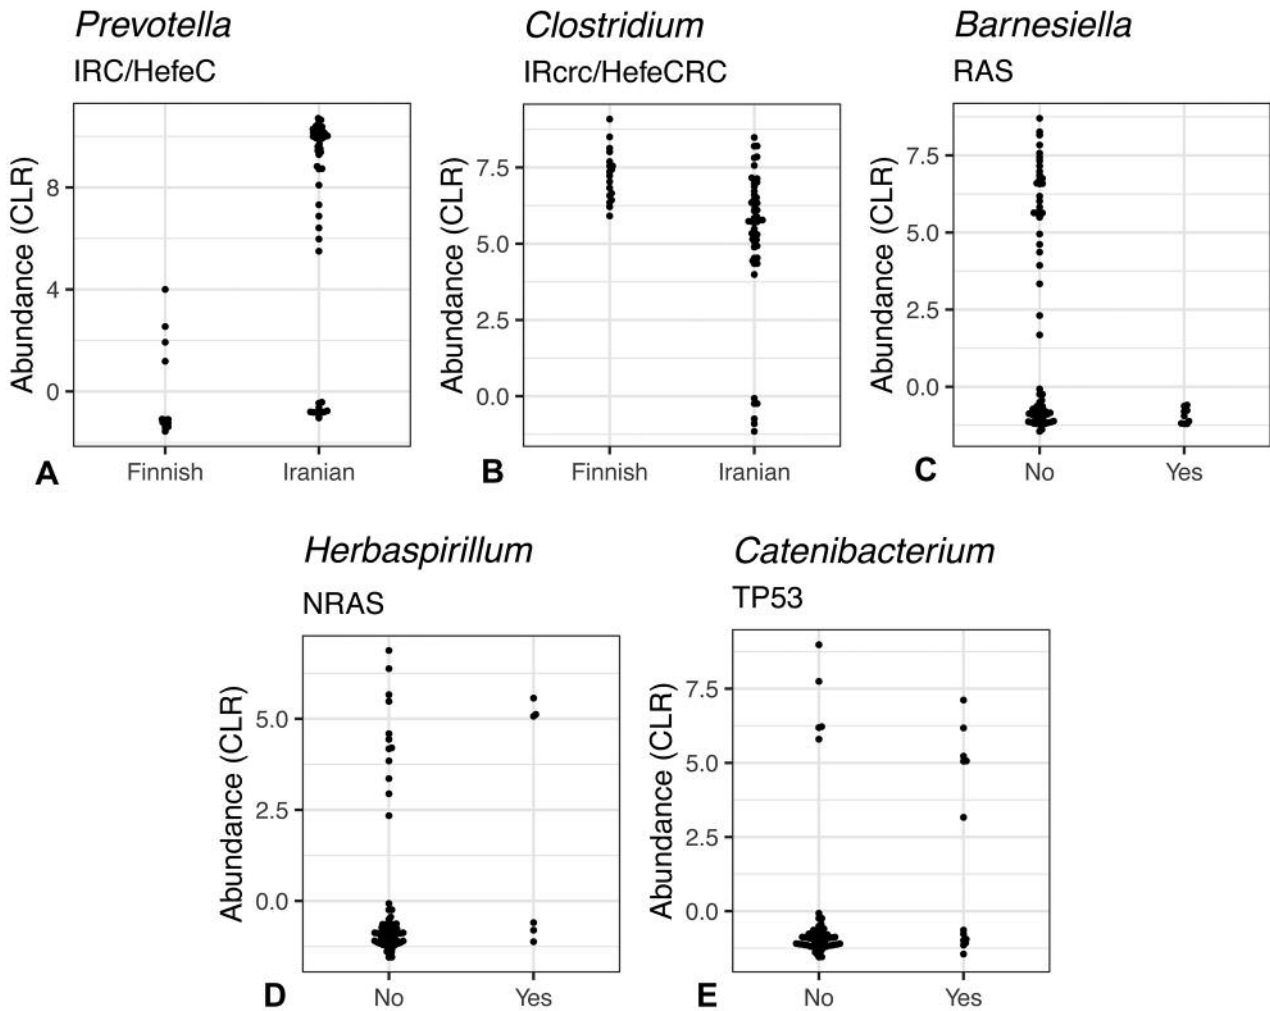 Prevotella
IRC/HefeC
Abundance (CLR)
8
4
0
Finnish
Iranian
A
Clostridium
IRcrc/HefeCRC
Abundance (CLR)
7.5
5.0
2.5
0.0
Finnish
Iranian
B
Barnesiella
RAS
Abundance (CLR)
7.5
5.0
2.5
0.0
No
Yes
C
Herbaspirillum
NRAS
Abundance (CLR)
5.0
2.5
0.0
No
Yes
D
Catenibacterium
TP53
Abundance (CLR)
7.5
5.0
2.5
0.0
No
Yes
E